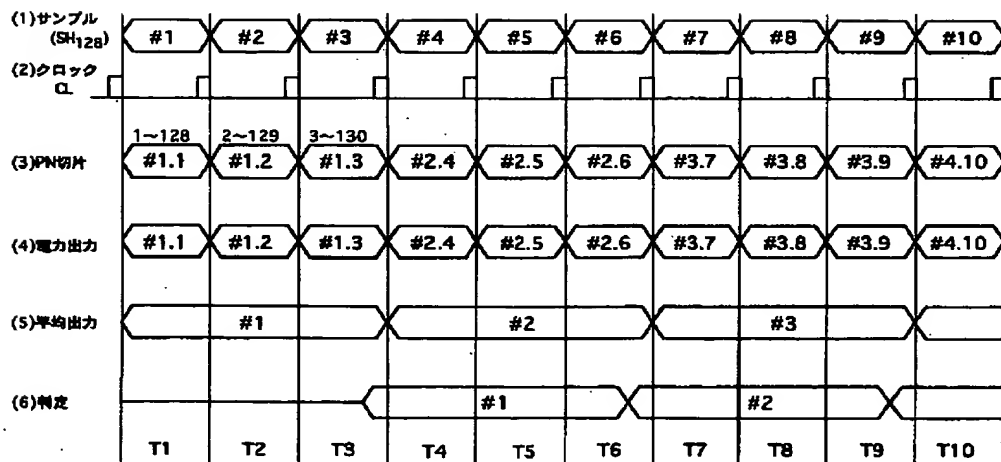 (1)サンプル
(SH128)
#1 #2 #3 #4 #5 #6 #7 #8 #9 #10
(2)クロック
CL
1~128 2~129 3~130
(3)PN切片 #1.1 #1.2 #1.3 #2.4 #2.5 #2.6 #3.7 #3.8 #3.9 #4.10
(4)電力出力 #1.1 #1.2 #1.3 #2.4 #2.5 #2.6 #3.7 #3.8 #3.9 #4.10
(5)平均出力 #1 #2 #3
(6)判定 #1 #2
T1 T2 T3 T4 T5 T6 T7 T8 T9 T10